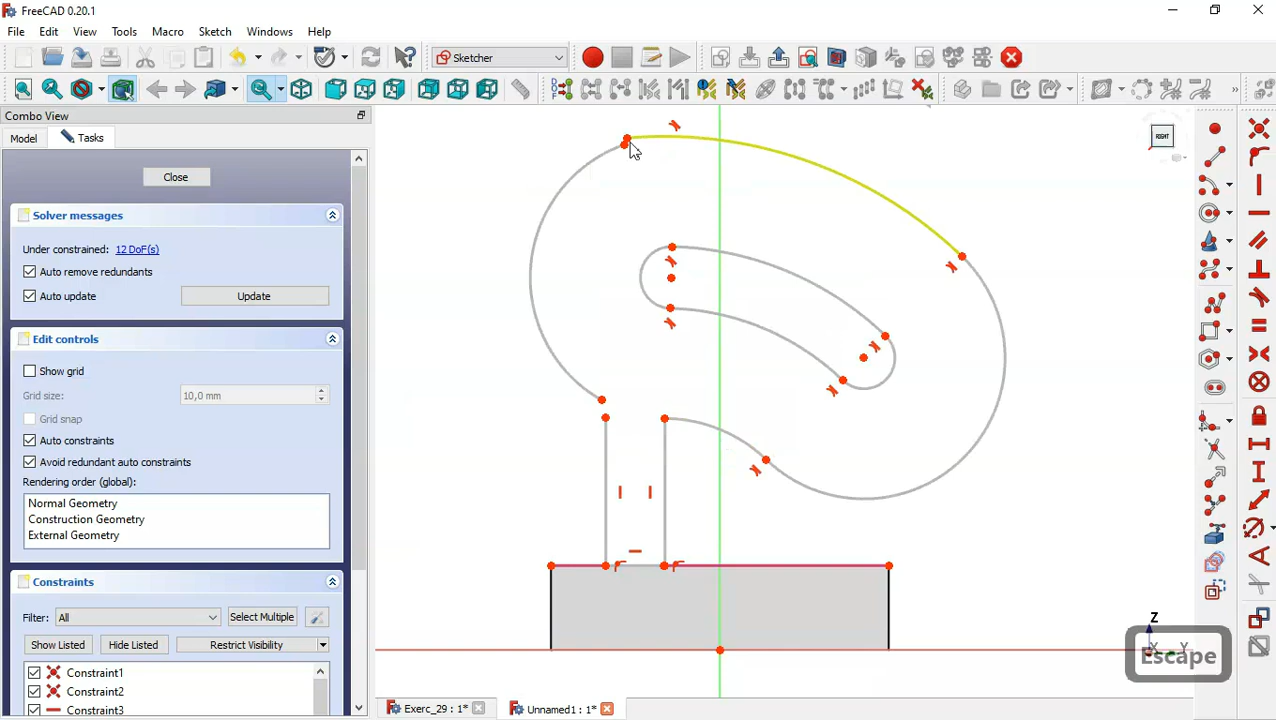 FreeCAD 0.20.1
File Edit View Tools Macro Sketch Windows Help
Sketcher
Combo View
Model Tasks
Close
Solver messages
Under constrained: 12 DoF(s)
Auto remove redundants
Auto update Update
Edit controls
Show grid
Grid size: 10,0 mm
Grid snap
Auto constraints
Avoid redundant auto constraints
Rendering order (global):
Normal Geometry
Construction Geometry
External Geometry
Constraints
Filter: All Select Multiple
Show Listed Hide Listed Restrict Visibility
Constraint1
Constraint2
Constraint3
RIGHT
Z
X Y
Escape
Exerc_29 : 1* Unnamed1 : 1*